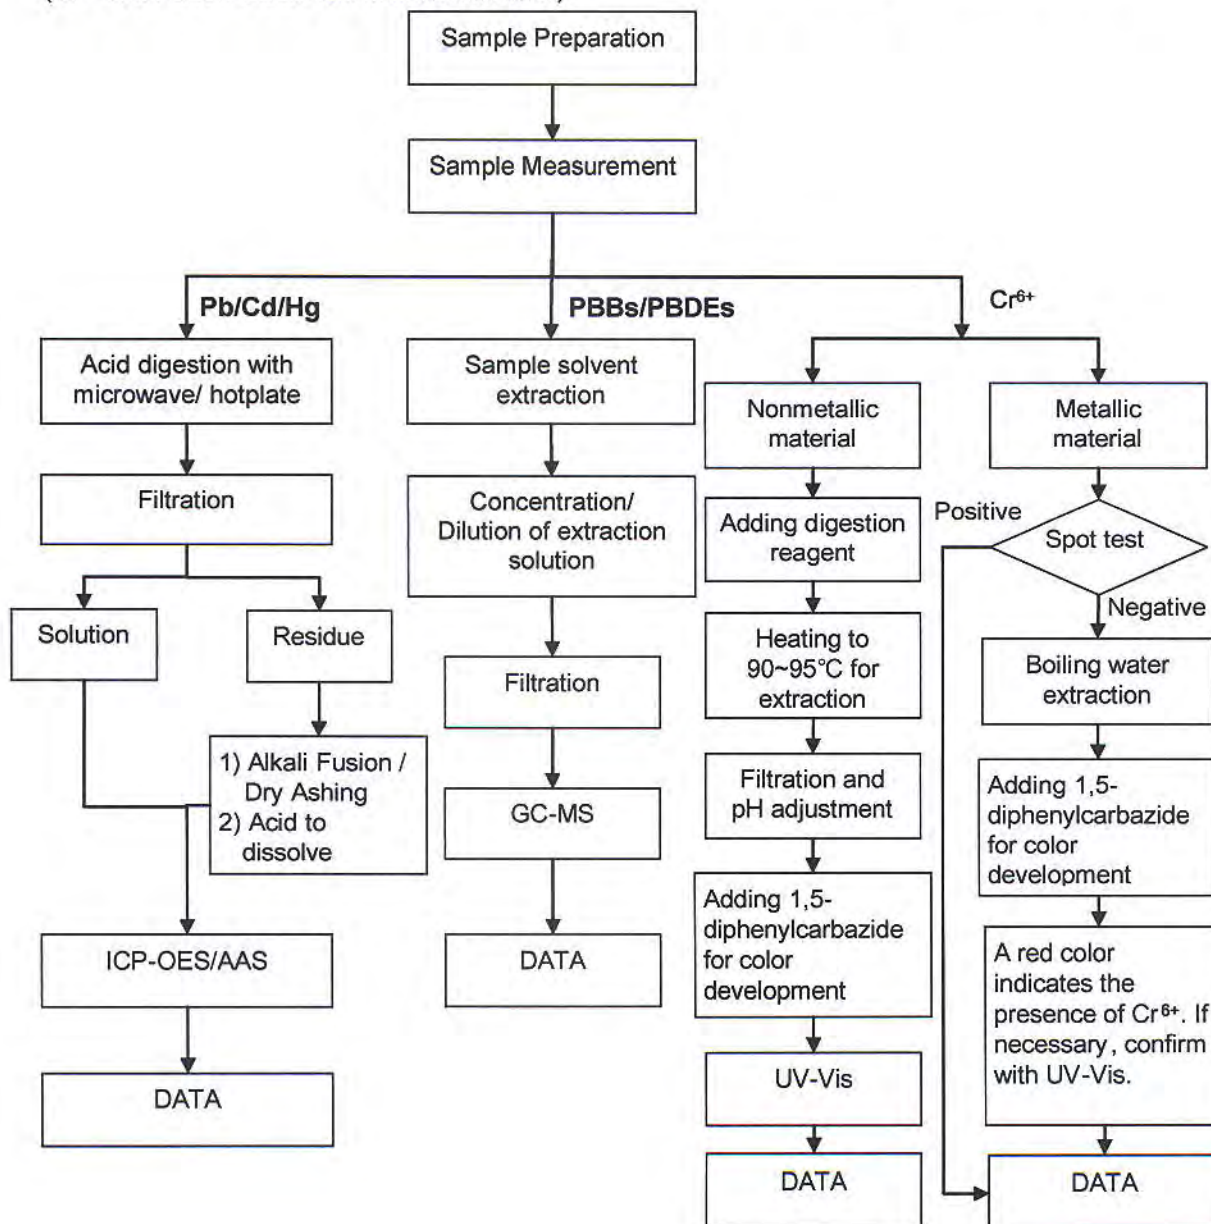 Sample Preparation
Sample Measurement
Pb/Cd/Hg
PBBs/PBDEs
Cr⁶⁺
Acid digestion with
microwave/ hotplate
Filtration
Solution
Residue
1) Alkali Fusion /
Dry Ashing
2) Acid to
dissolve
ICP-OES/AAS
DATA
Sample solvent
extraction
Concentration/
Dilution of extraction
solution
Filtration
GC-MS
DATA
Nonmetallic
material
Adding digestion
reagent
Heating to
90~95°C for
extraction
Filtration and
pH adjustment
Adding 1,5-
diphenylcarbazide
for color
development
UV-Vis
DATA
Metallic
material
Positive
Spot test
Negative
Boiling water
extraction
Adding 1,5-
diphenylcarbazide
for color
development
A red color
indicates the
presence of Cr⁶⁺. If
necessary, confirm
with UV-Vis.
DATA